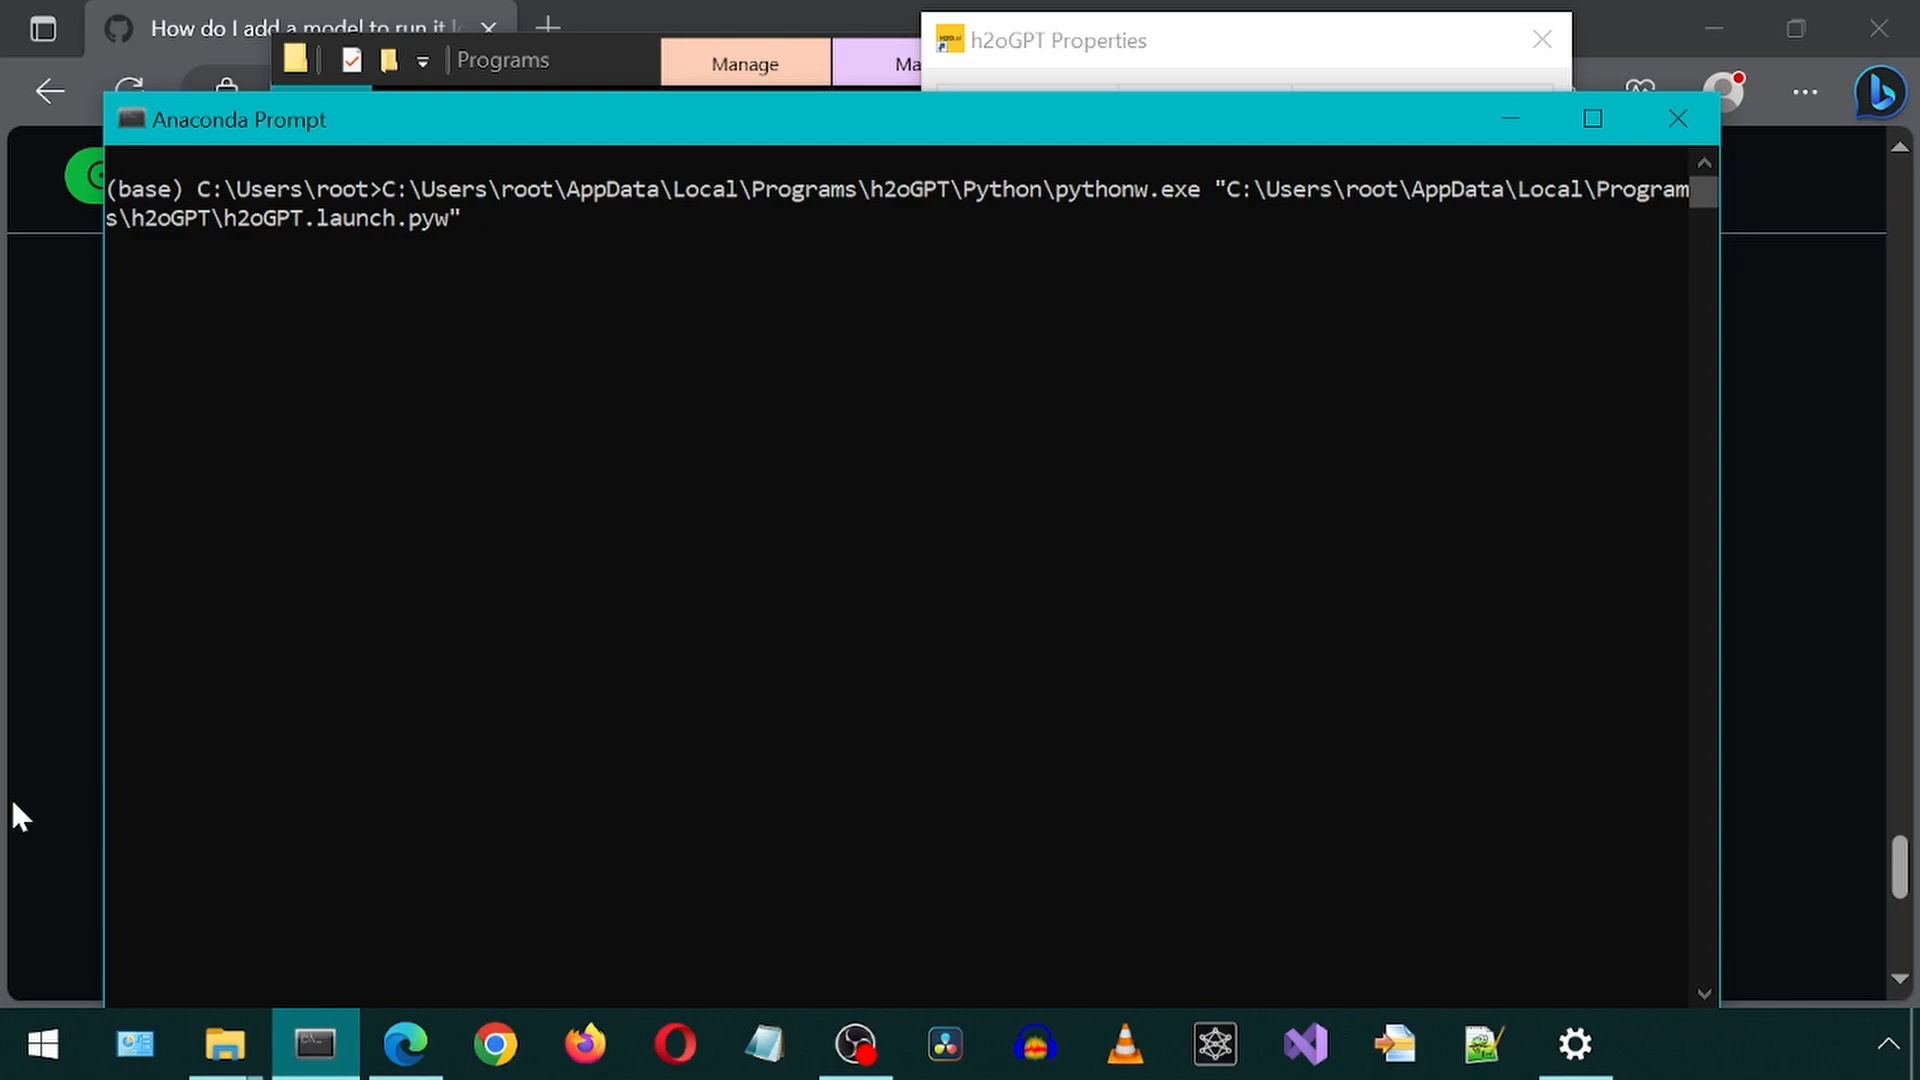 How do I add a model to run it
h2oGPT Properties
Programs
Manage
Ma
Anaconda Prompt
(base) C:\Users\root>C:\Users\root\AppData\Local\Programs\h2oGPT\Python\pythonw.exe "C:\Users\root\AppData\Local\Program
s\h2oGPT\h2oGPT.launch.pyw"